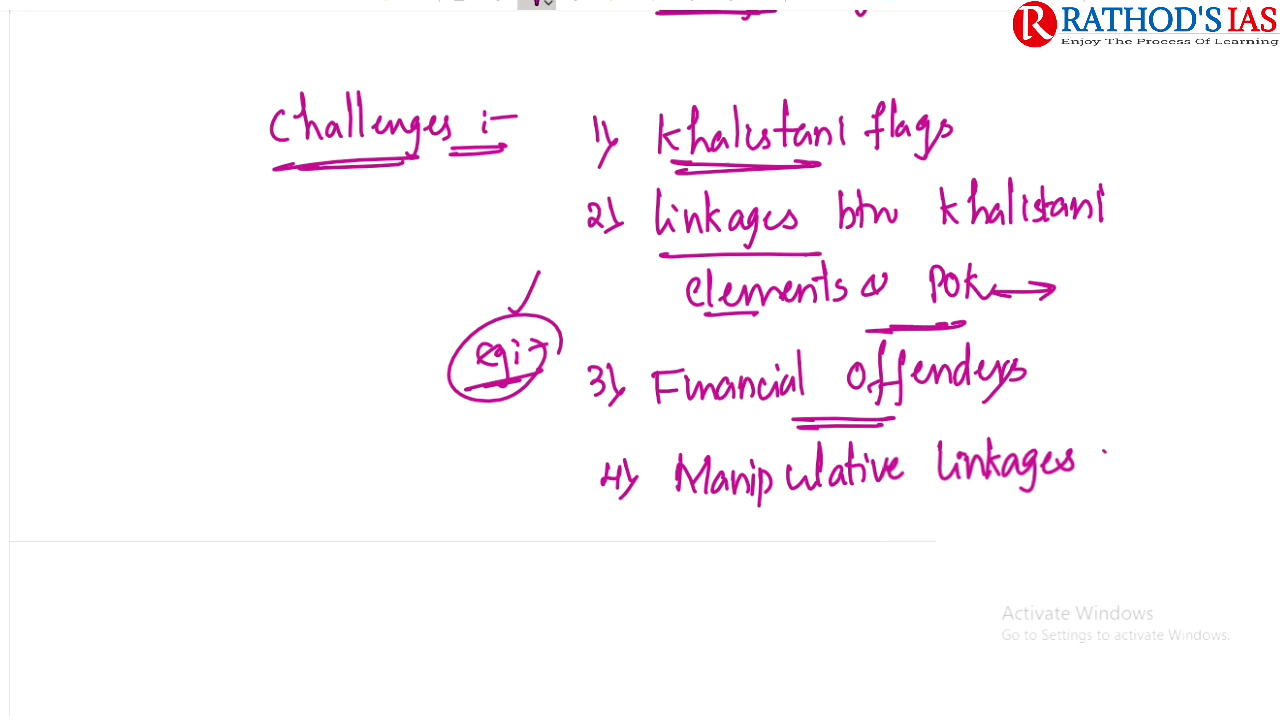 RATHOD'S IAS
Enjoy The Process Of Learning
Challenges :-
1) Khalistani flags
2) linkages btw Khalistani
elements & POK
eg:-
3) Financial offenders
4) Manipulative linkages
Activate Windows
Go to Settings to activate Windows.